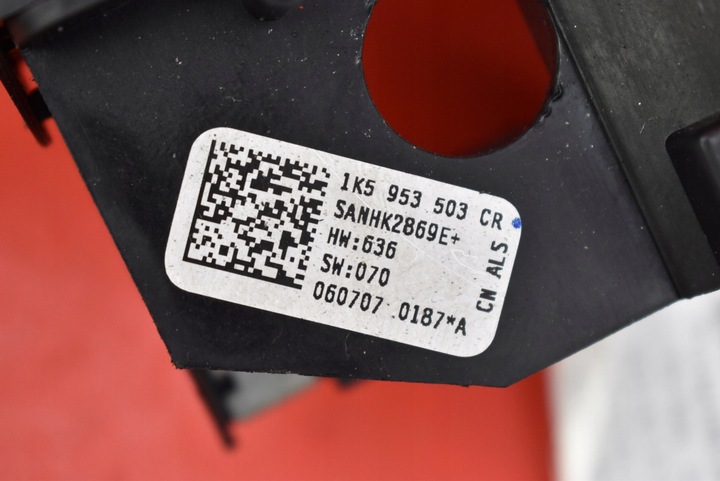 1K5 953 503 CR
SANHK2869E+
HW:636
SW:070
060707 0187*A
CN ALS